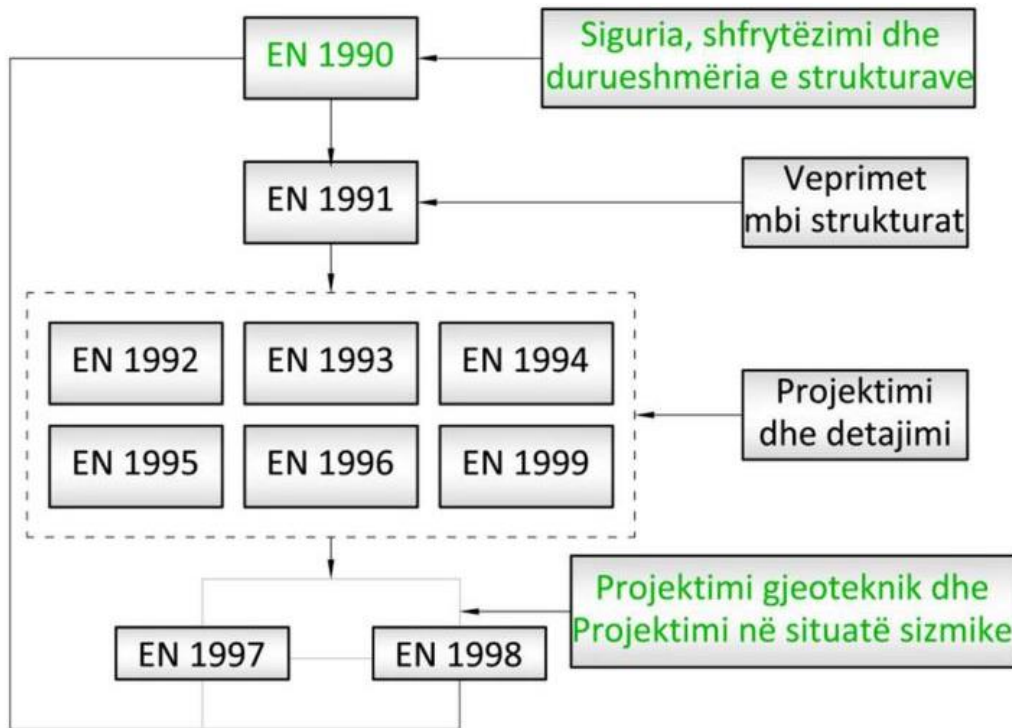 EN 1990
Siguria, shfrytëzimi dhe
durueshmëria e strukturave
EN 1991
Veprimet
mbi strukturat
EN 1992
EN 1993
EN 1994
EN 1995
EN 1996
EN 1999
Projektimi
dhe detajimi
Projektimi gjeoteknik dhe
Projektimi në situatë sizmike
EN 1997
EN 1998